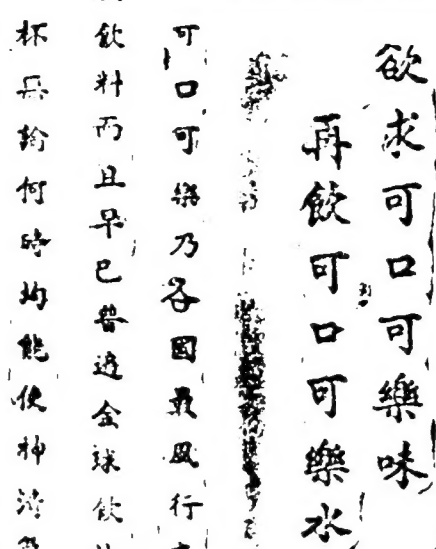 欲求可口可樂味
再飲可口可樂水
可口可樂乃各國最風行
飲料而且早已普遍全球飲
杯無論何時均能使神清